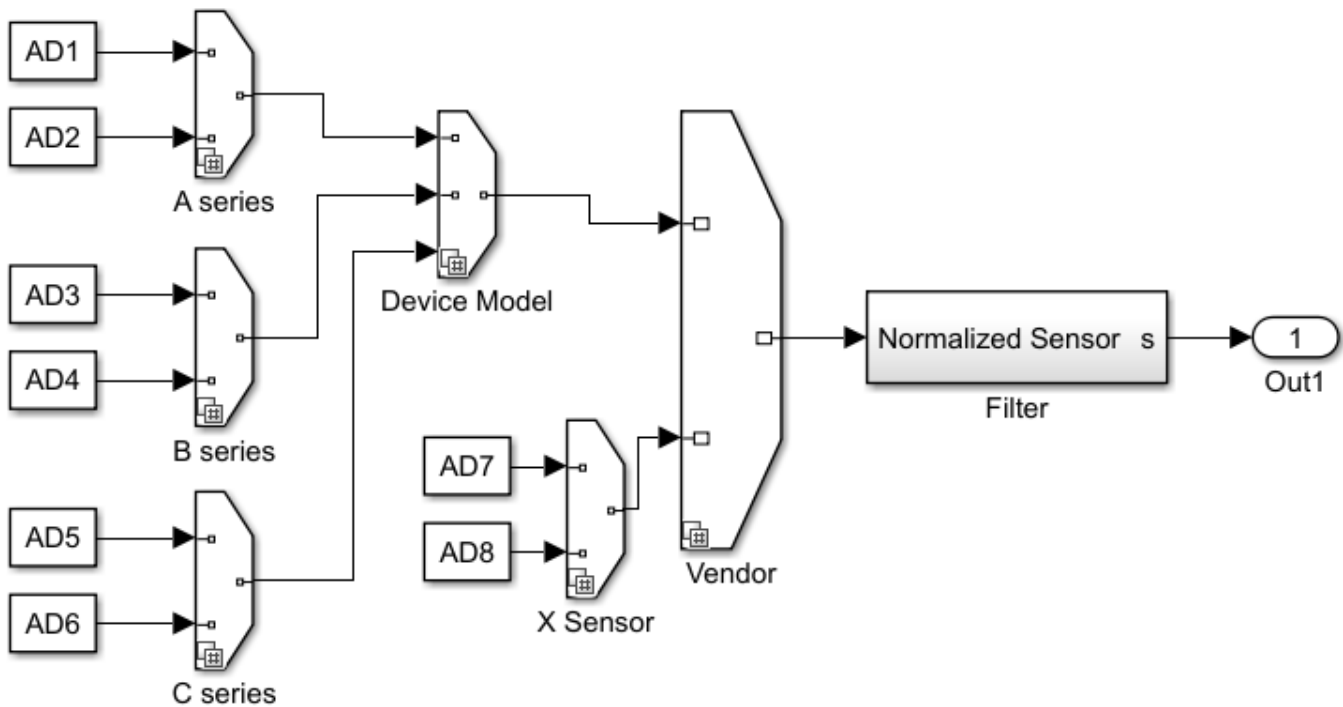 AD1
AD2
A series
AD3
AD4
B series
AD5
AD6
C series
Device Model
AD7
AD8
X Sensor
Vendor
Normalized Sensor s
Filter
1
Out1